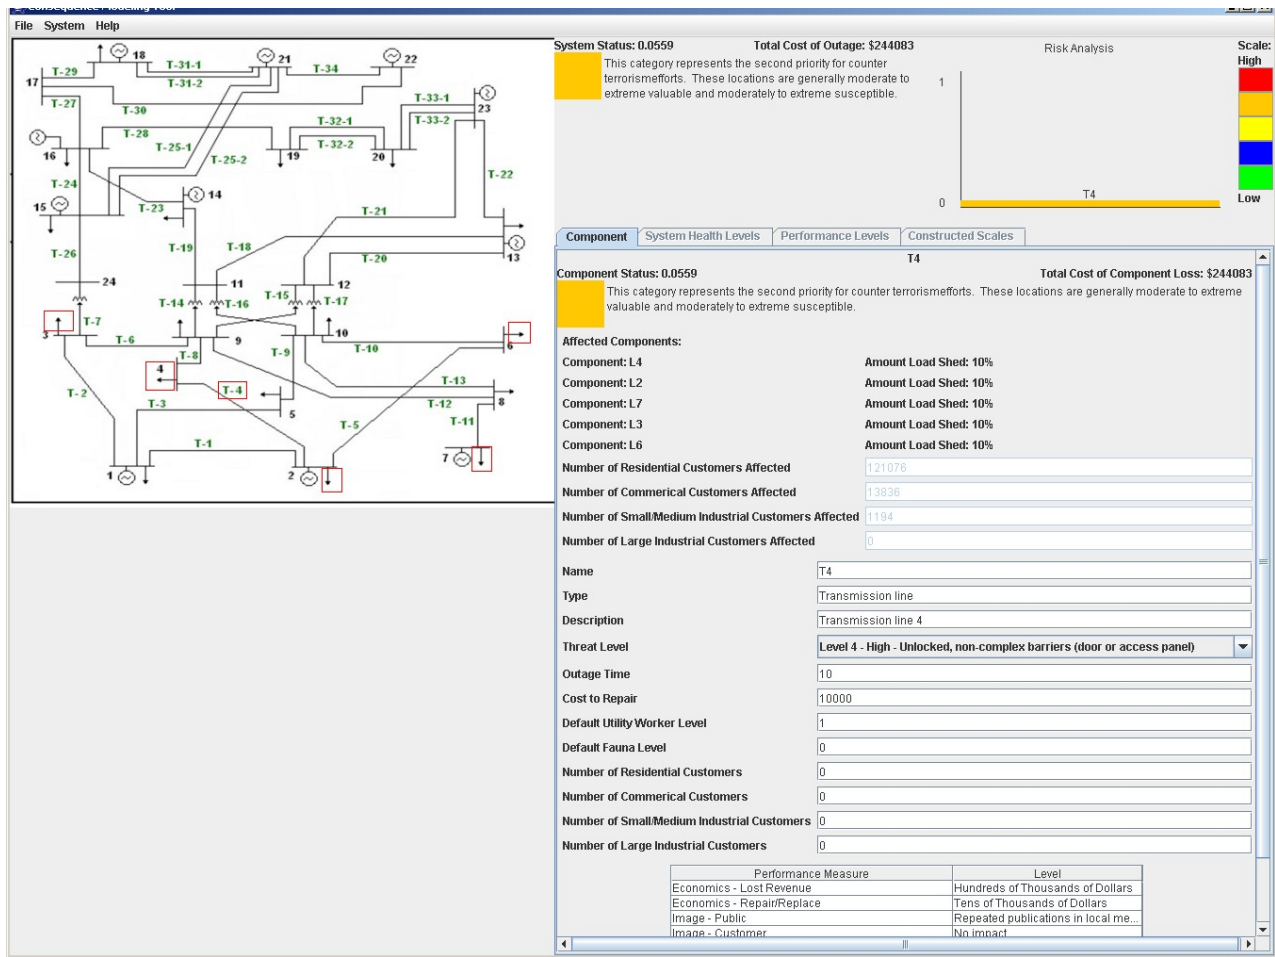 Consequence Modeling Tool
File System Help
18
21
22
T-29
T-31-1
T-34
T-31-2
17
T-27
T-30
T-33-1
23
T-28
T-32-1
T-33-2
T-25-1
T-32-2
16
T-25-2
19
20
T-24
T-22
14
15
T-23
T-21
T-26
T-19
T-18
T-20
13
24
11
12
T-14
T-16
T-15
T-17
T-7
3
T-6
9
10
6
T-8
T-9
T-10
4
T-4
T-13
T-2
T-3
5
T-12
8
T-5
T-11
T-1
7
1
2
System Status: 0.0559 Total Cost of Outage: $244083
This category represents the second priority for counter
terrorismefforts. These locations are generally moderate to
extreme valuable and moderately to extreme susceptible.
Risk Analysis
1
0
T4
Scale:
High
Low
Component System Health Levels Performance Levels Constructed Scales
T4
Component Status: 0.0559 Total Cost of Component Loss: $244083
This category represents the second priority for counter terrorismefforts. These locations are generally moderate to extreme
valuable and moderately to extreme susceptible.
Affected Components:
Component: L4 Amount Load Shed: 10%
Component: L2 Amount Load Shed: 10%
Component: L7 Amount Load Shed: 10%
Component: L3 Amount Load Shed: 10%
Component: L6 Amount Load Shed: 10%
Number of Residential Customers Affected 121076
Number of Commerical Customers Affected 13836
Number of Small/Medium Industrial Customers Affected 1194
Number of Large Industrial Customers Affected 0
Name T4
Type Transmission line
Description Transmission line 4
Threat Level Level 4 - High - Unlocked, non-complex barriers (door or access panel)
Outage Time 10
Cost to Repair 10000
Default Utility Worker Level 1
Default Fauna Level 0
Number of Residential Customers 0
Number of Commerical Customers 0
Number of Small/Medium Industrial Customers 0
Number of Large Industrial Customers 0
Performance Measure Level
Economics - Lost Revenue Hundreds of Thousands of Dollars
Economics - Repair/Replace Tens of Thousands of Dollars
Image - Public Repeated publications in local me...
Image - Customer No impact